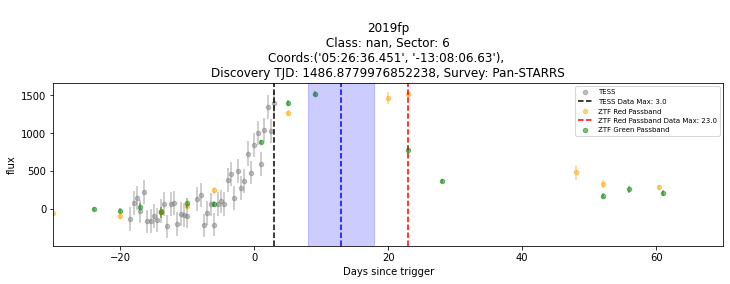 2019fp
Class: nan, Sector: 6
Coords:('05:26:36.451', '-13:08:06.63'),
Discovery TJD: 1486.8779976852238, Survey: Pan-STARRS
1500
1000
500
0
flux
TESS
TESS Data Max: 3.0
ZTF Red Passband
ZTF Red Passband Data Max: 23.0
ZTF Green Passband
−20
0
20
40
60
Days since trigger